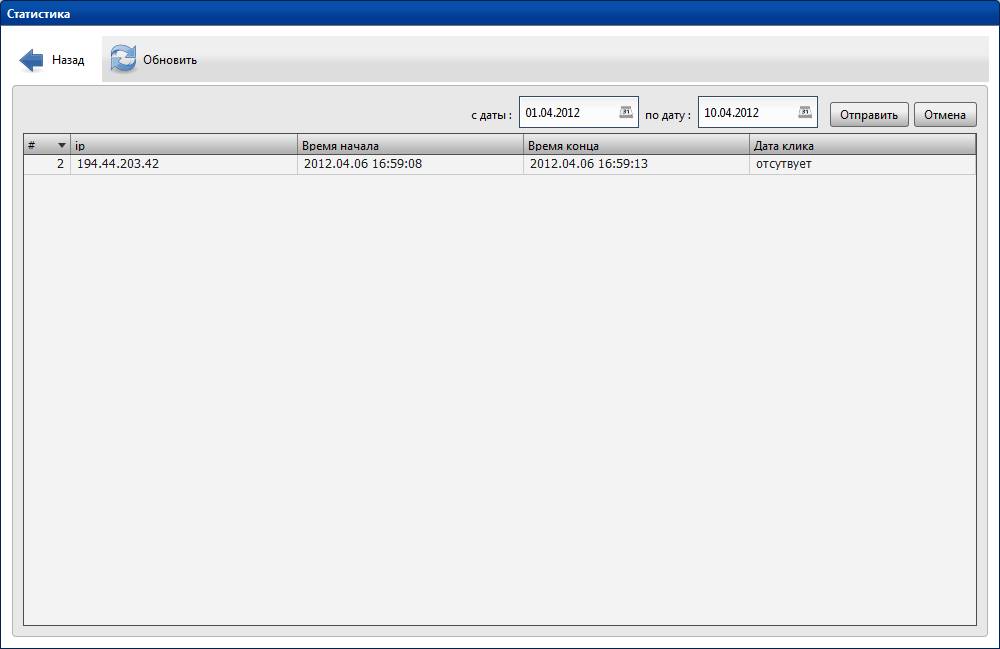 Статистика
Назад Обновить
с даты : 01.04.2012 31 по дату : 10.04.2012 31 Отправить Отмена
# ip Время начала Время конца Дата клика
2 194.44.203.42 2012.04.06 16:59:08 2012.04.06 16:59:13 отсутвует